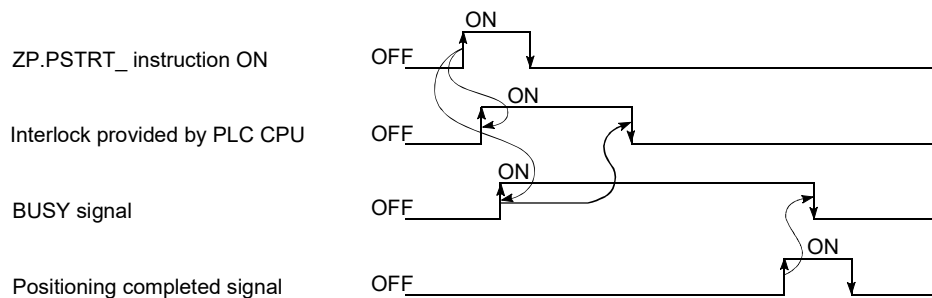 ON
ZP.PSTRT_ instruction ON OFF
ON
Interlock provided by PLC CPU OFF
ON
BUSY signal OFF
ON
Positioning completed signal OFF